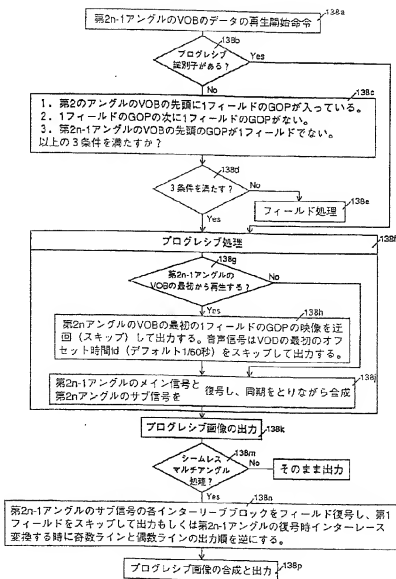 第2n-1アングルのVOBのデータの再生開始命令
138a
138b
プログレシブ
識別子がある？
Yes
No
138c
1．第2のアングルのVOBの先頭に1フィールドのGOPが入っている。
2．1フィールドのGOPの次に1フィールドのGOPがない。
3．第2n-1アングルのVOBの先頭のGOPが1フィールドでない。
以上の3条件を満たすか？
138d
3条件を満たす？
No
138e
Yes
フィールド処理
138f
プログレシブ処理
138g
第2n-1アングルの
VOBの最初から再生する？
No
Yes
138h
第2nアングルのVOBの最初の1フィールドのGOPの映像を迂
回（スキップ）して出力する。音声信号はVOBの最初のオフ
セット時間td（デフォルト1/60秒）をスキップして出力する。
138j
第2n-1アングルのメイン信号と
第2nアングルのサブ信号を
復号し、同期をとりながら合成
プログレシブ画像の出力
138k
138m
シームレス
マルチアングル
処理？
No
そのまま出力
Yes
138n
第2n-1アングルのサブ信号の各インターリーブブロックをフィールド復号し、第1
フィールドをスキップして出力もしくは第2n-1アングルの復号時インターレース
変換する時に奇数ラインと偶数ラインの出力順を逆にする。
138p
プログレシブ画像の合成と出力